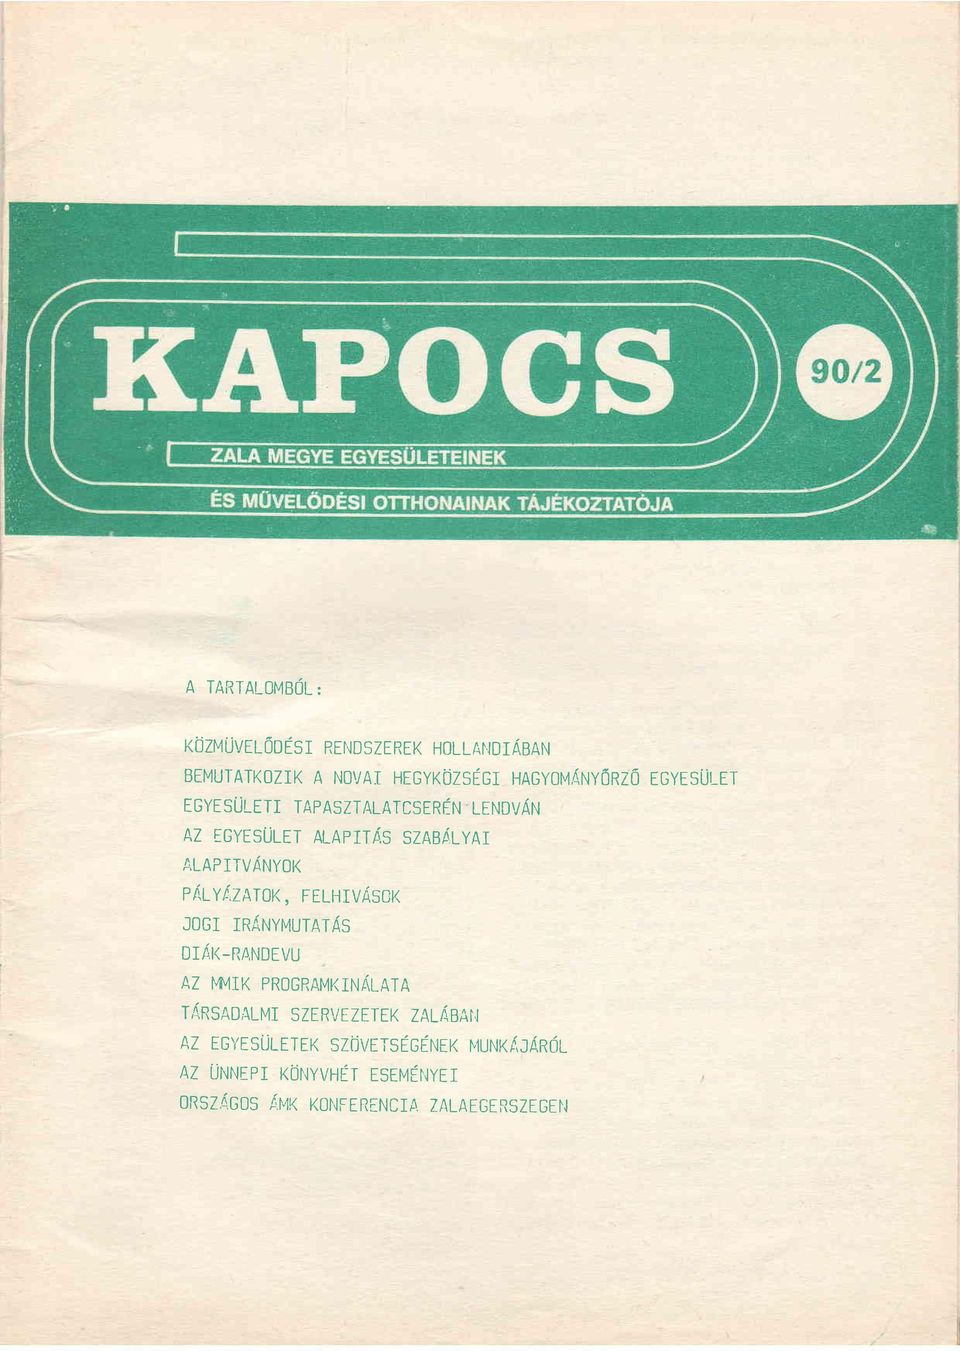 KAPOCS
90/2
ZALA MEGYE EGYESÜLETEINEK
ÉS MŰVELŐDÉSI OTTHONAINAK TÁJÉKOZTATÓJA
A TARTALOMBÓL:
KÖZMÜVELŐDÉSI RENDSZEREK HOLLANDIÁBAN
BEMUTATKOZIK A NOVAI HEGYKÖZSÉGI HAGYOMÁNYŐRZŐ EGYESÜLET
EGYESÜLETI TAPASZTALATCSERÉN LENDVÁN
AZ EGYESÜLET ALAPITÁS SZABÁLYAI
ALAPITVÁNYOK
PÁLYÁZATOK, FELHIVÁSOK
JOGI IRÁNYMUTATÁS
DIÁK-RANDEVU
AZ MMIK PROGRAMKINÁLATA
TÁRSADALMI SZERVEZETEK ZALÁBAN
AZ EGYESÜLETEK SZÖVETSÉGÉNEK MUNKÁJÁRÓL
AZ ÜNNEPI KÖNYVHÉT ESEMÉNYEI
ORSZÁGOS ÁMK KONFERENCIA ZALAEGERSZEGEN